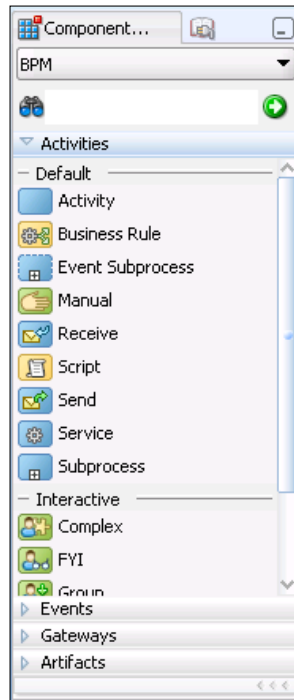 Component...
BPM
Activities
Default
Activity
Business Rule
Event Subprocess
Manual
Receive
Script
Send
Service
Subprocess
Interactive
Complex
FYI
Group
Events
Gateways
Artifacts